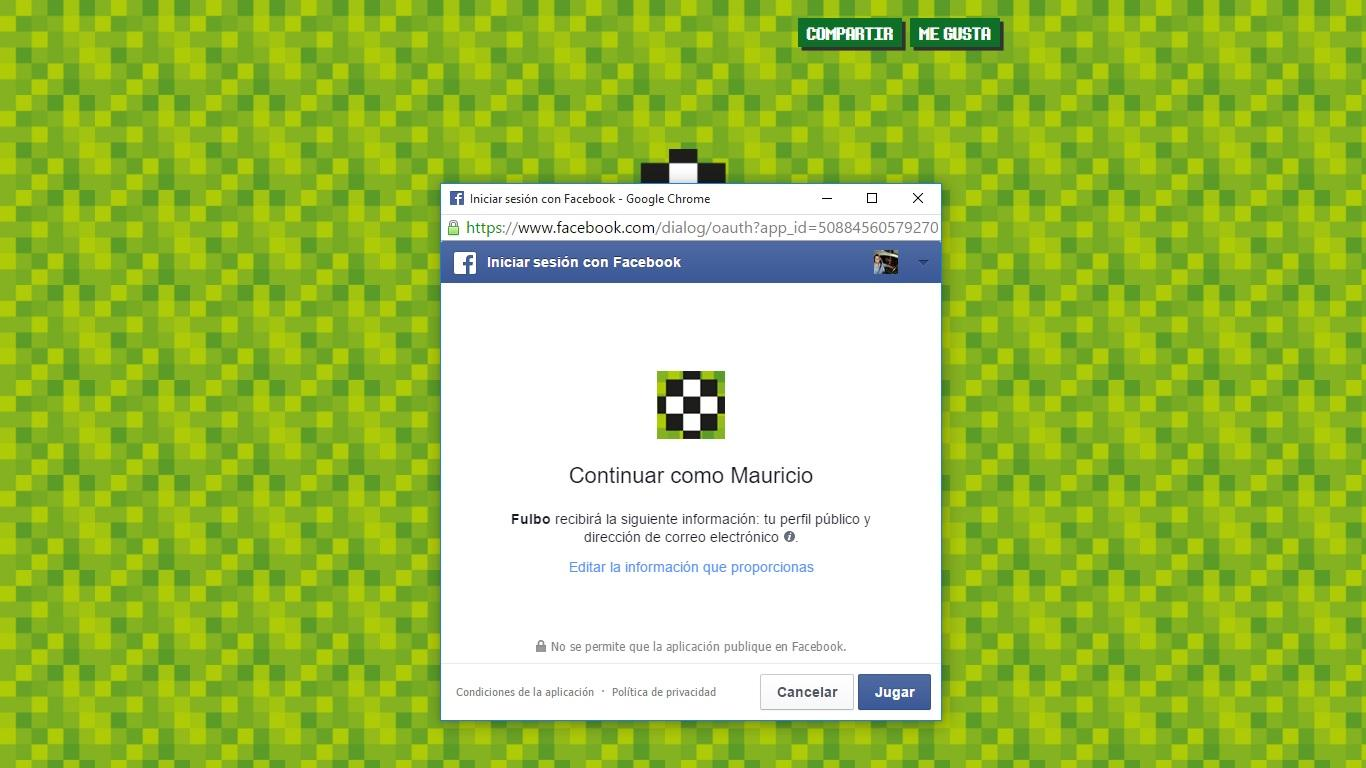 COMPARTIR ME GUSTA
Iniciar sesión con Facebook - Google Chrome
https://www.facebook.com/dialog/oauth?app_id=50884560579270
Iniciar sesión con Facebook
Continuar como Mauricio
Fulbo recibirá la siguiente información: tu perfil público y
dirección de correo electrónico.
Editar la información que proporcionas
No se permite que la aplicación publique en Facebook.
Condiciones de la aplicación · Política de privacidad Cancelar Jugar